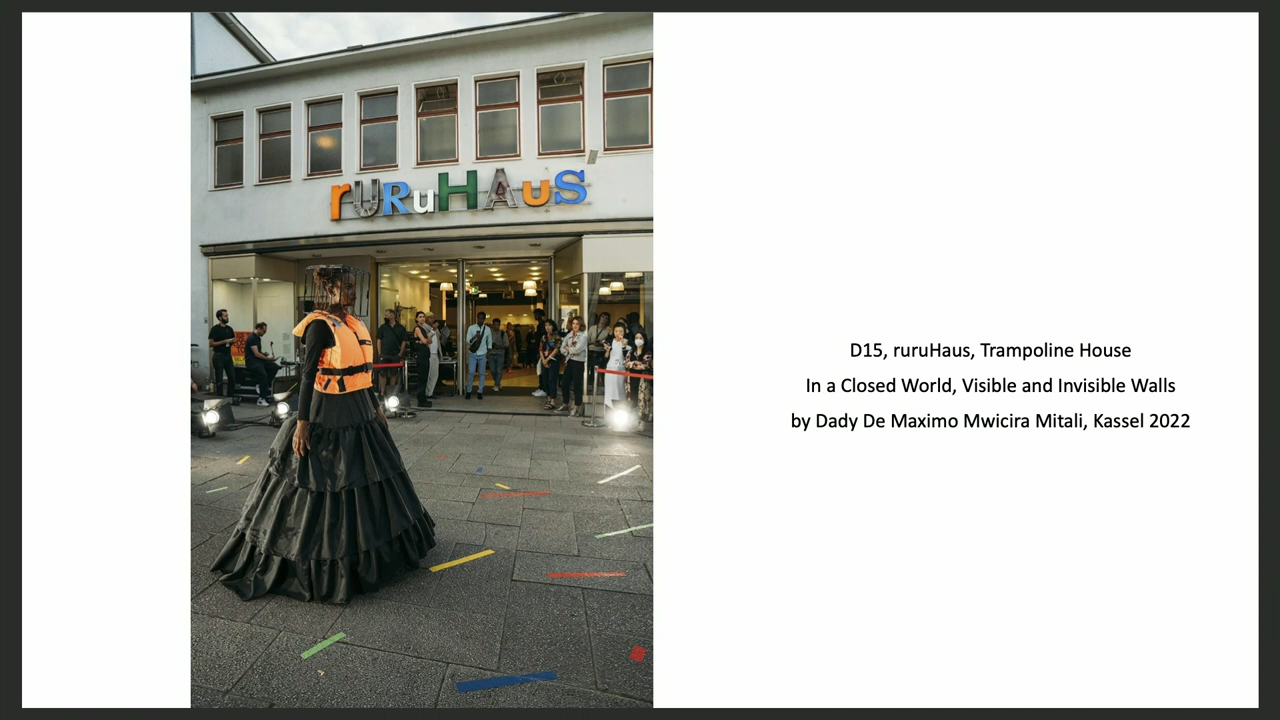 rURuHAuS
D15, ruruHaus, Trampoline House
In a Closed World, Visible and Invisible Walls
by Dady De Maximo Mwicira Mitali, Kassel 2022